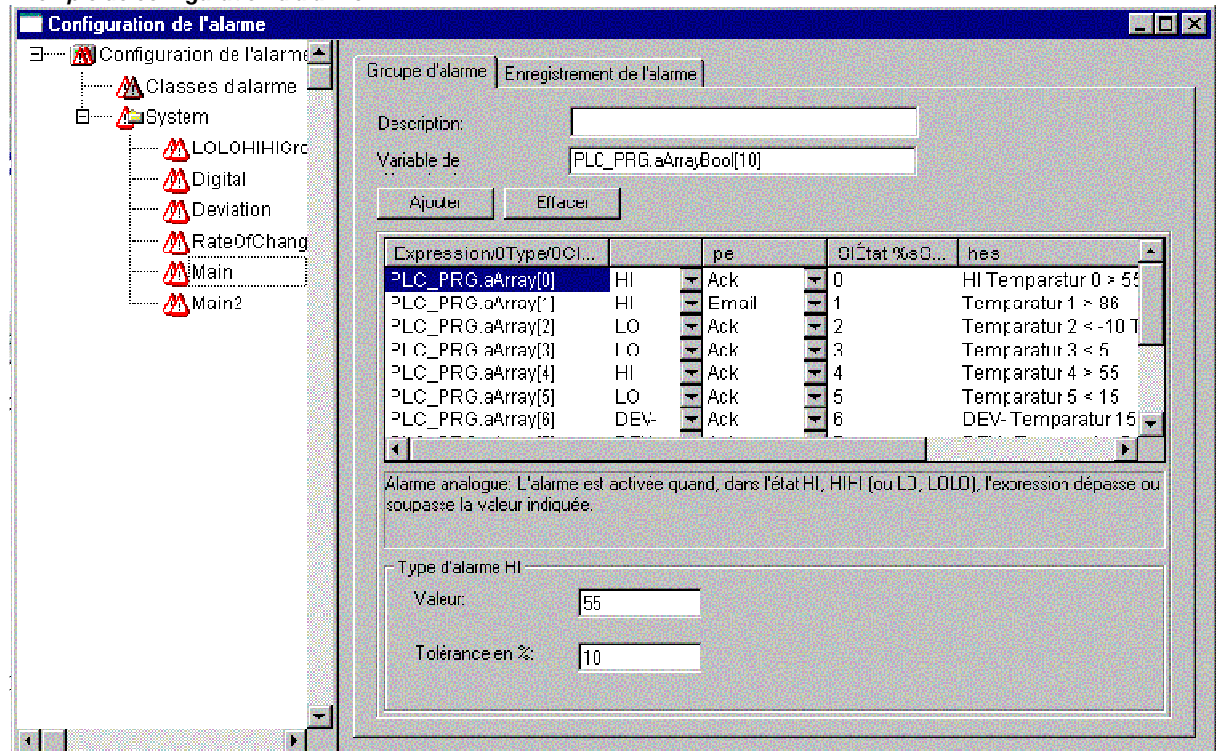 Configuration de l'alarme
Configuration de l'alarme
Classes dalarme
System
LOLOHIHIGro
Digital
Deviation
RateOfChang
Main
Main2
Groupe d'alarme
Enregistrement de l'alarme
Description:
Variable de
PLC_PRG.aArrayBool[10]
Ajouter
Effacer
Expression/0Type/0Cl... pe 0lÉtat %s0... hes
PLC_PRG.aArray[0] HI Ack 0 HI Temparatur 0 > 55
PLC_PRG.aArray[1] HI Email 1 Temparatur 1 > 86
PLC_PRG.aArray[2] LO Ack 2 Temparatur 2 < -10 T
PLC_PRG.aArray[3] LO Ack 3 Temparatur 3 < 5
PLC_PRG.aArray[4] HI Ack 4 Temparatur 4 > 55
PLC_PRG.aArray[5] LO Ack 5 Temparatur 5 < 15
PLC_PRG.aArray[6] DEV- Ack 6 DEV- Temparatur 15
Alarme analogue: L'alarme est activée quand, dans l'état HI, HIHI (ou LO, LOLO), l'expression dépasse ou
soupasse la valeur indiquée.
Type d'alarme HI
Valeur:
55
Tolérance en %:
10